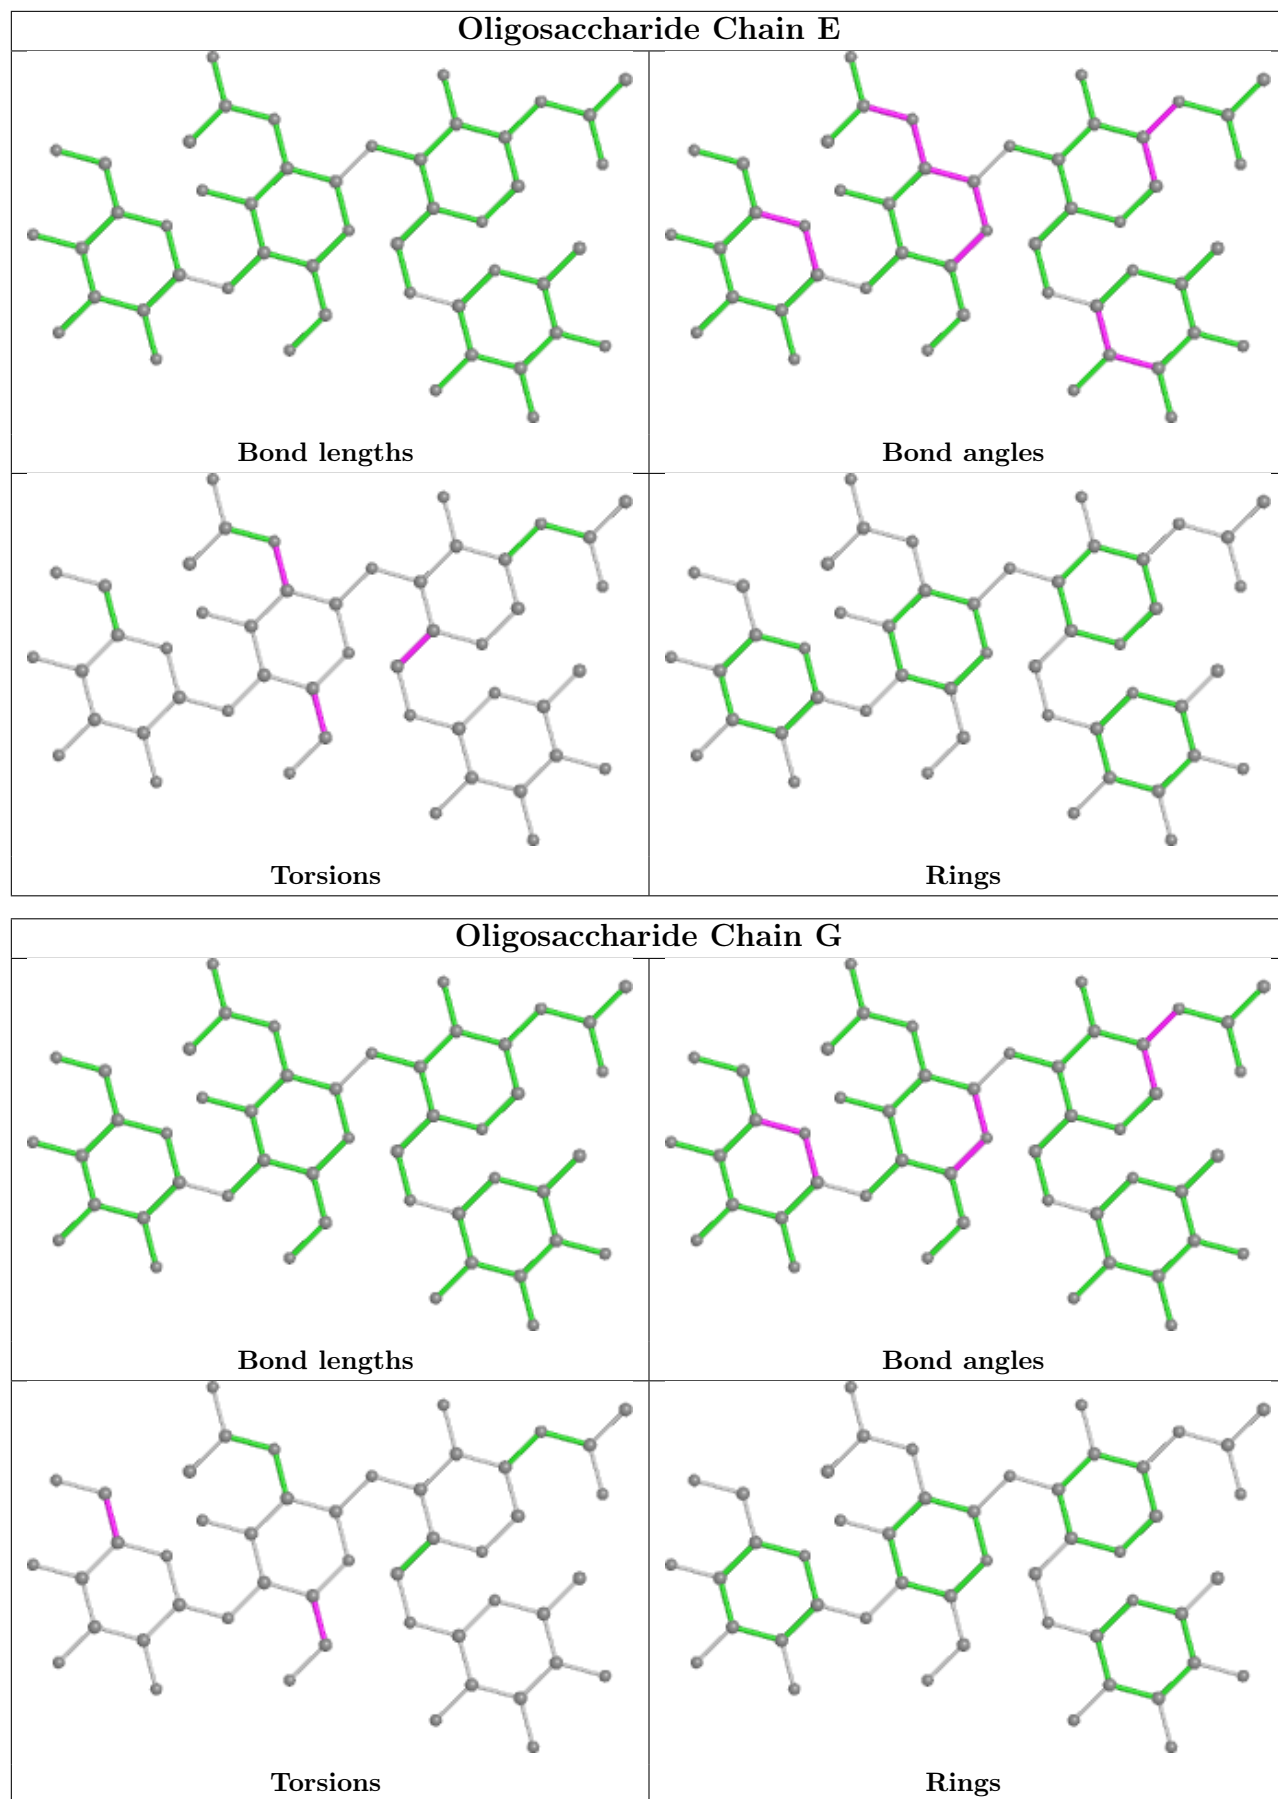 Oligosaccharide Chain E
Bond lengths
Bond angles
Torsions
Rings
Oligosaccharide Chain G
Bond lengths
Bond angles
Torsions
Rings